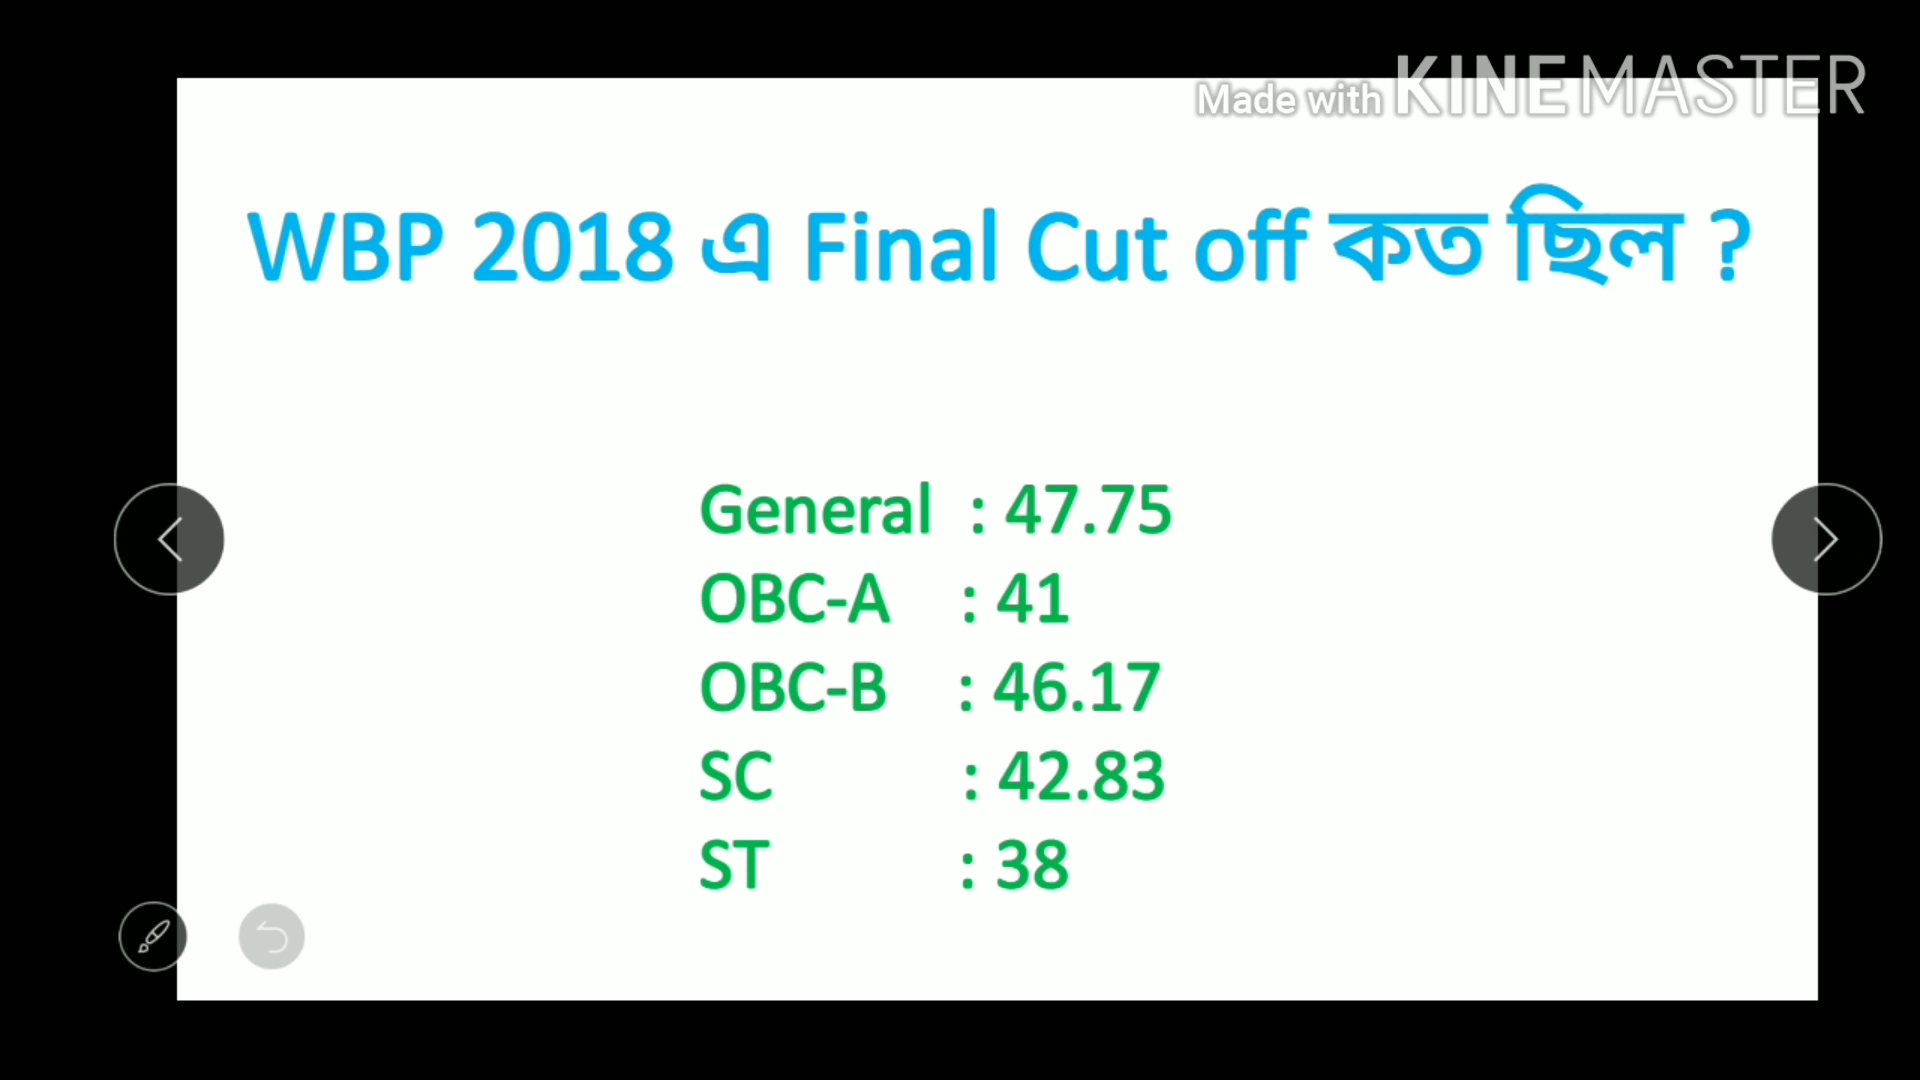 Made with KINEMASTER
WBP 2018 এ Final Cut off কত ছিল ?
General : 47.75
OBC-A : 41
OBC-B : 46.17
SC : 42.83
ST : 38